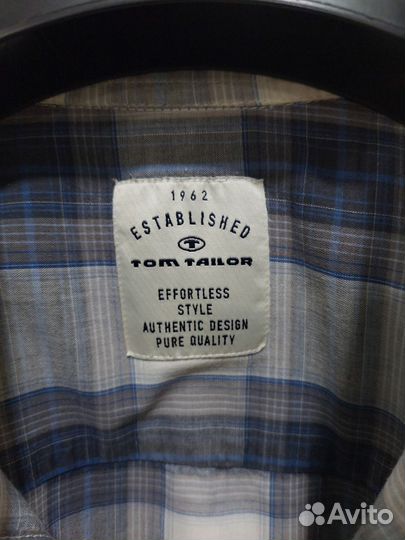 1962
ESTABLISHED
TOM TAILOR
EFFORTLESS
STYLE
AUTHENTIC DESIGN
PURE QUALITY
Avito